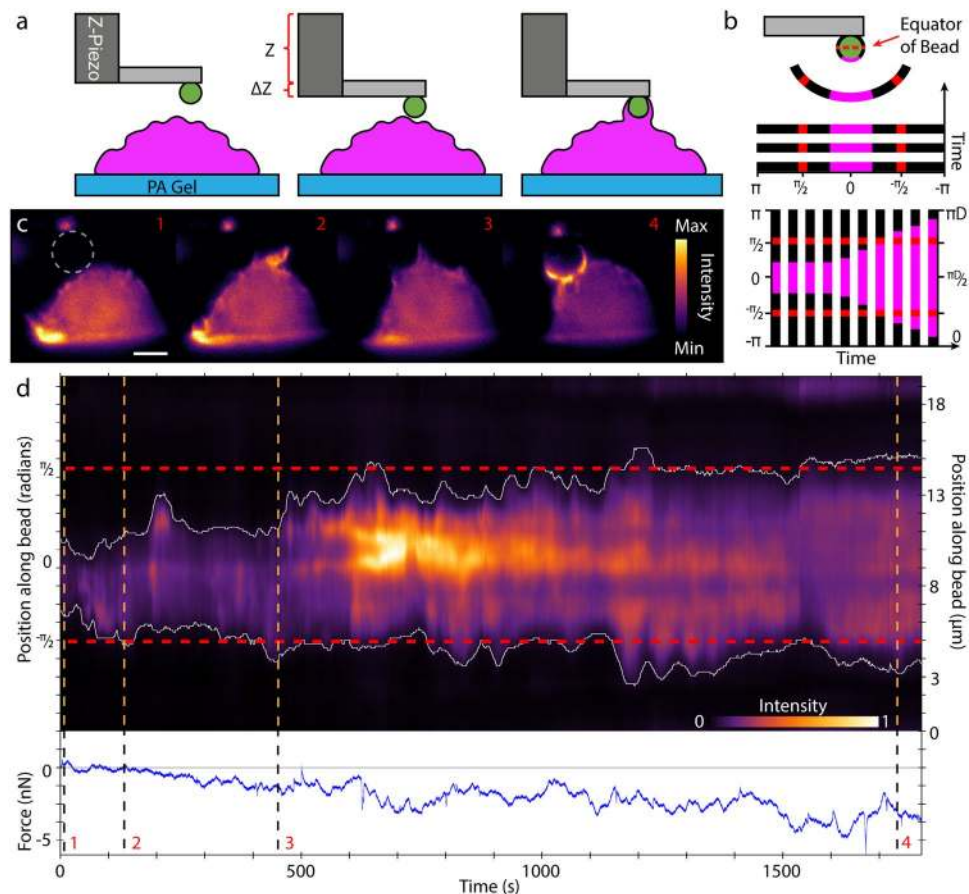 a
Z-Piezo
Z
ΔZ
PA Gel
b
Equator
of Bead
Time
π π/2 0 -π/2 -π
π
π/2
0
-π/2
-π
πD
πD/2
0
Time
c
1
2
3
4
Max
Intensity
Min
d
Position along bead (radians)
π/2
0
-π/2
18
13
8
3
0
Position along bead (μm)
Intensity
0 1
Force (nN)
0
-5
1
2
3
4
0 500 1000 1500
Time (s)